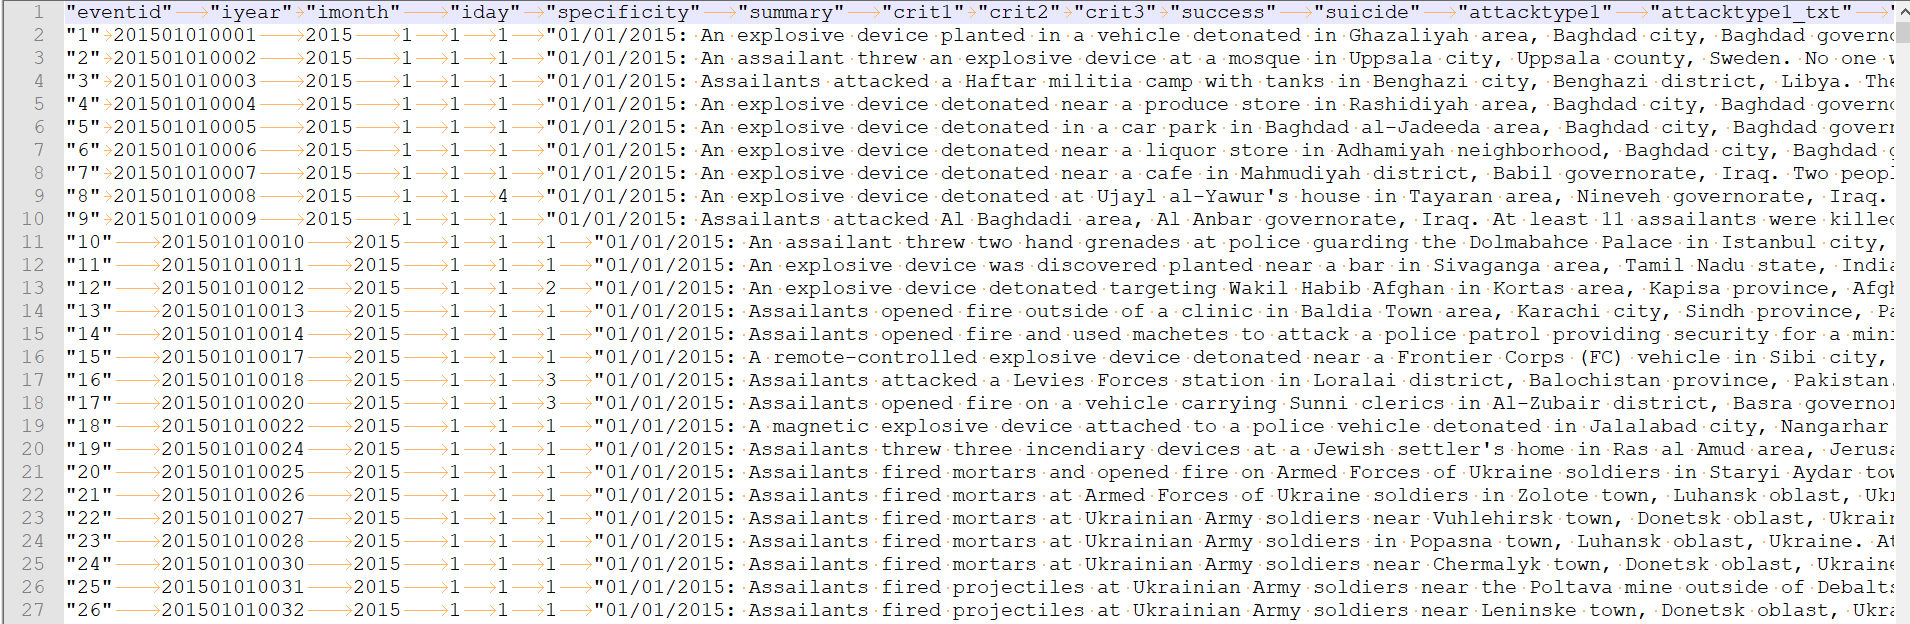 1 "eventid" "iyear" "imonth" "iday" "specificity" "summary" "crit1" "crit2" "crit3" "success" "suicide" "attacktype1" "attacktype1_txt"
2 "1" 201501010001 2015 1 1 1 "01/01/2015: An explosive device planted in a vehicle detonated in Ghazaliyah area, Baghdad city, Baghdad governo
3 "2" 201501010002 2015 1 1 1 "01/01/2015: An assailant threw an explosive device at a mosque in Uppsala city, Uppsala county, Sweden. No one w
4 "3" 201501010003 2015 1 1 1 "01/01/2015: Assailants attacked a Haftar militia camp with tanks in Benghazi city, Benghazi district, Libya. The
5 "4" 201501010004 2015 1 1 1 "01/01/2015: An explosive device detonated near a produce store in Rashidiyah area, Baghdad city, Baghdad governo
6 "5" 201501010005 2015 1 1 1 "01/01/2015: An explosive device detonated in a car park in Baghdad al-Jadeeda area, Baghdad city, Baghdad govern
7 "6" 201501010006 2015 1 1 1 "01/01/2015: An explosive device detonated near a liquor store in Adhamiyah neighborhood, Baghdad city, Baghdad g
8 "7" 201501010007 2015 1 1 1 "01/01/2015: An explosive device detonated near a cafe in Mahmudiyah district, Babil governorate, Iraq. Two peopl
9 "8" 201501010008 2015 1 1 4 "01/01/2015: An explosive device detonated at Ujayl al-Yawur's house in Tayaran area, Nineveh governorate, Iraq.
10 "9" 201501010009 2015 1 1 1 "01/01/2015: Assailants attacked Al Baghdadi area, Al Anbar governorate, Iraq. At least 11 assailants were killed
11 "10" 201501010010 2015 1 1 1 "01/01/2015: An assailant threw two hand grenades at police guarding the Dolmabahce Palace in Istanbul city,
12 "11" 201501010011 2015 1 1 1 "01/01/2015: An explosive device was discovered planted near a bar in Sivaganga area, Tamil Nadu state, India
13 "12" 201501010012 2015 1 1 2 "01/01/2015: An explosive device detonated targeting Wakil Habib Afghan in Kortas area, Kapisa province, Afgh
14 "13" 201501010013 2015 1 1 1 "01/01/2015: Assailants opened fire outside of a clinic in Baldia Town area, Karachi city, Sindh province, Pa
15 "14" 201501010014 2015 1 1 1 "01/01/2015: Assailants opened fire and used machetes to attack a police patrol providing security for a mini
16 "15" 201501010017 2015 1 1 1 "01/01/2015: A remote-controlled explosive device detonated near a Frontier Corps (FC) vehicle in Sibi city,
17 "16" 201501010018 2015 1 1 3 "01/01/2015: Assailants attacked a Levies Forces station in Loralai district, Balochistan province, Pakistan.
18 "17" 201501010020 2015 1 1 3 "01/01/2015: Assailants opened fire on a vehicle carrying Sunni clerics in Al-Zubair district, Basra governor
19 "18" 201501010022 2015 1 1 1 "01/01/2015: A magnetic explosive device attached to a police vehicle detonated in Jalalabad city, Nangarhar
20 "19" 201501010024 2015 1 1 1 "01/01/2015: Assailants threw three incendiary devices at a Jewish settler's home in Ras al Amud area, Jerusa
21 "20" 201501010025 2015 1 1 1 "01/01/2015: Assailants fired mortars and opened fire on Armed Forces of Ukraine soldiers in Staryi Aydar tow
22 "21" 201501010026 2015 1 1 1 "01/01/2015: Assailants fired mortars at Armed Forces of Ukraine soldiers in Zolote town, Luhansk oblast, Ukr
23 "22" 201501010027 2015 1 1 1 "01/01/2015: Assailants fired mortars at Ukrainian Army soldiers near Vuhlehirsk town, Donetsk oblast, Ukrain
24 "23" 201501010028 2015 1 1 1 "01/01/2015: Assailants fired mortars at Ukrainian Army soldiers in Popasna town, Luhansk oblast, Ukraine. At
25 "24" 201501010030 2015 1 1 1 "01/01/2015: Assailants fired mortars at Ukrainian Army soldiers near Chermalyk town, Donetsk oblast, Ukraine
26 "25" 201501010031 2015 1 1 1 "01/01/2015: Assailants fired projectiles at Ukrainian Army soldiers near the Poltava mine outside of Debalts
27 "26" 201501010032 2015 1 1 1 "01/01/2015: Assailants fired projectiles at Ukrainian Army soldiers near Leninske town, Donetsk oblast, Ukra